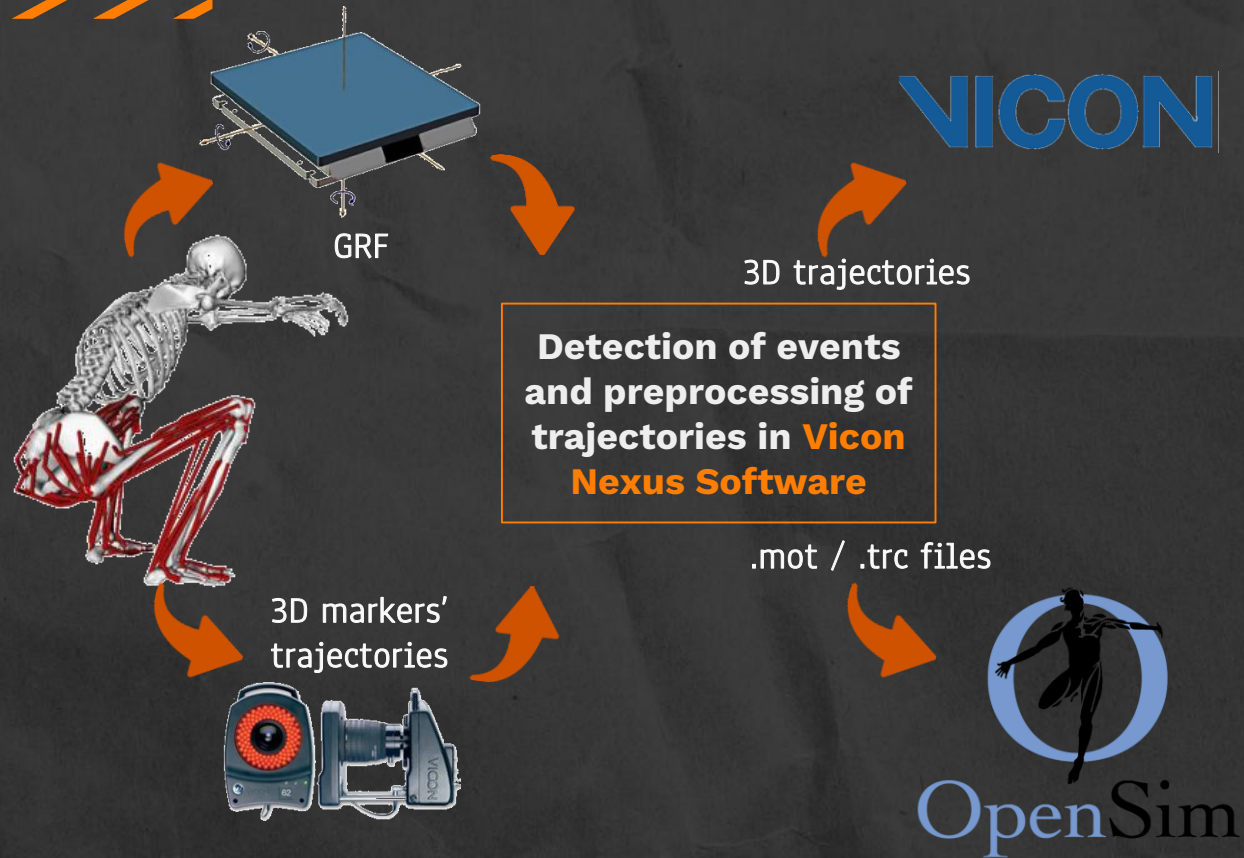 VICON
GRF
3D trajectories
Detection of events
and preprocessing of
trajectories in Vicon
Nexus Software
.mot / .trc files
3D markers'
trajectories
62
VICON
OpenSim